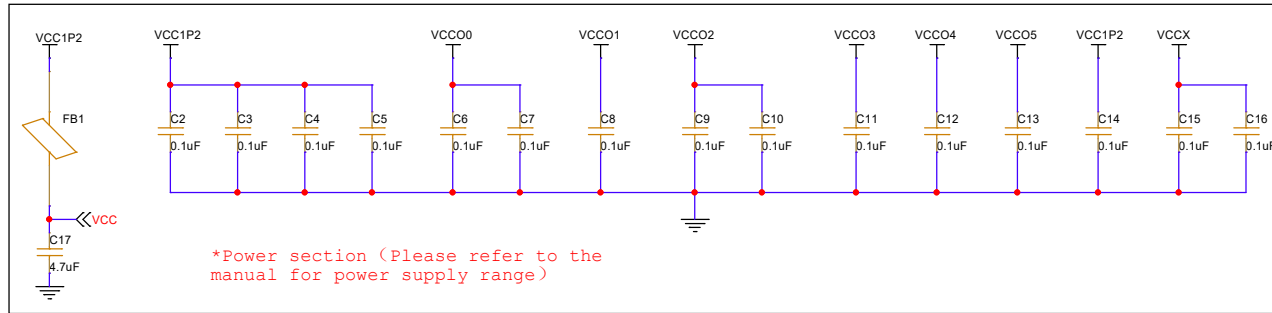 VCC1P2 VCC1P2 VCCO0 VCCO1 VCCO2 VCCO3 VCCO4 VCCO5 VCC1P2 VCCX
FB1 C2 C3 C4 C5 C6 C7 C8 C9 C10 C11 C12 C13 C14 C15 C16
0.1uF 0.1uF 0.1uF 0.1uF 0.1uF 0.1uF 0.1uF 0.1uF 0.1uF 0.1uF 0.1uF 0.1uF 0.1uF 0.1uF 0.1uF
VCC
C17
4.7uF
*Power section（Please refer to the
manual for power supply range）